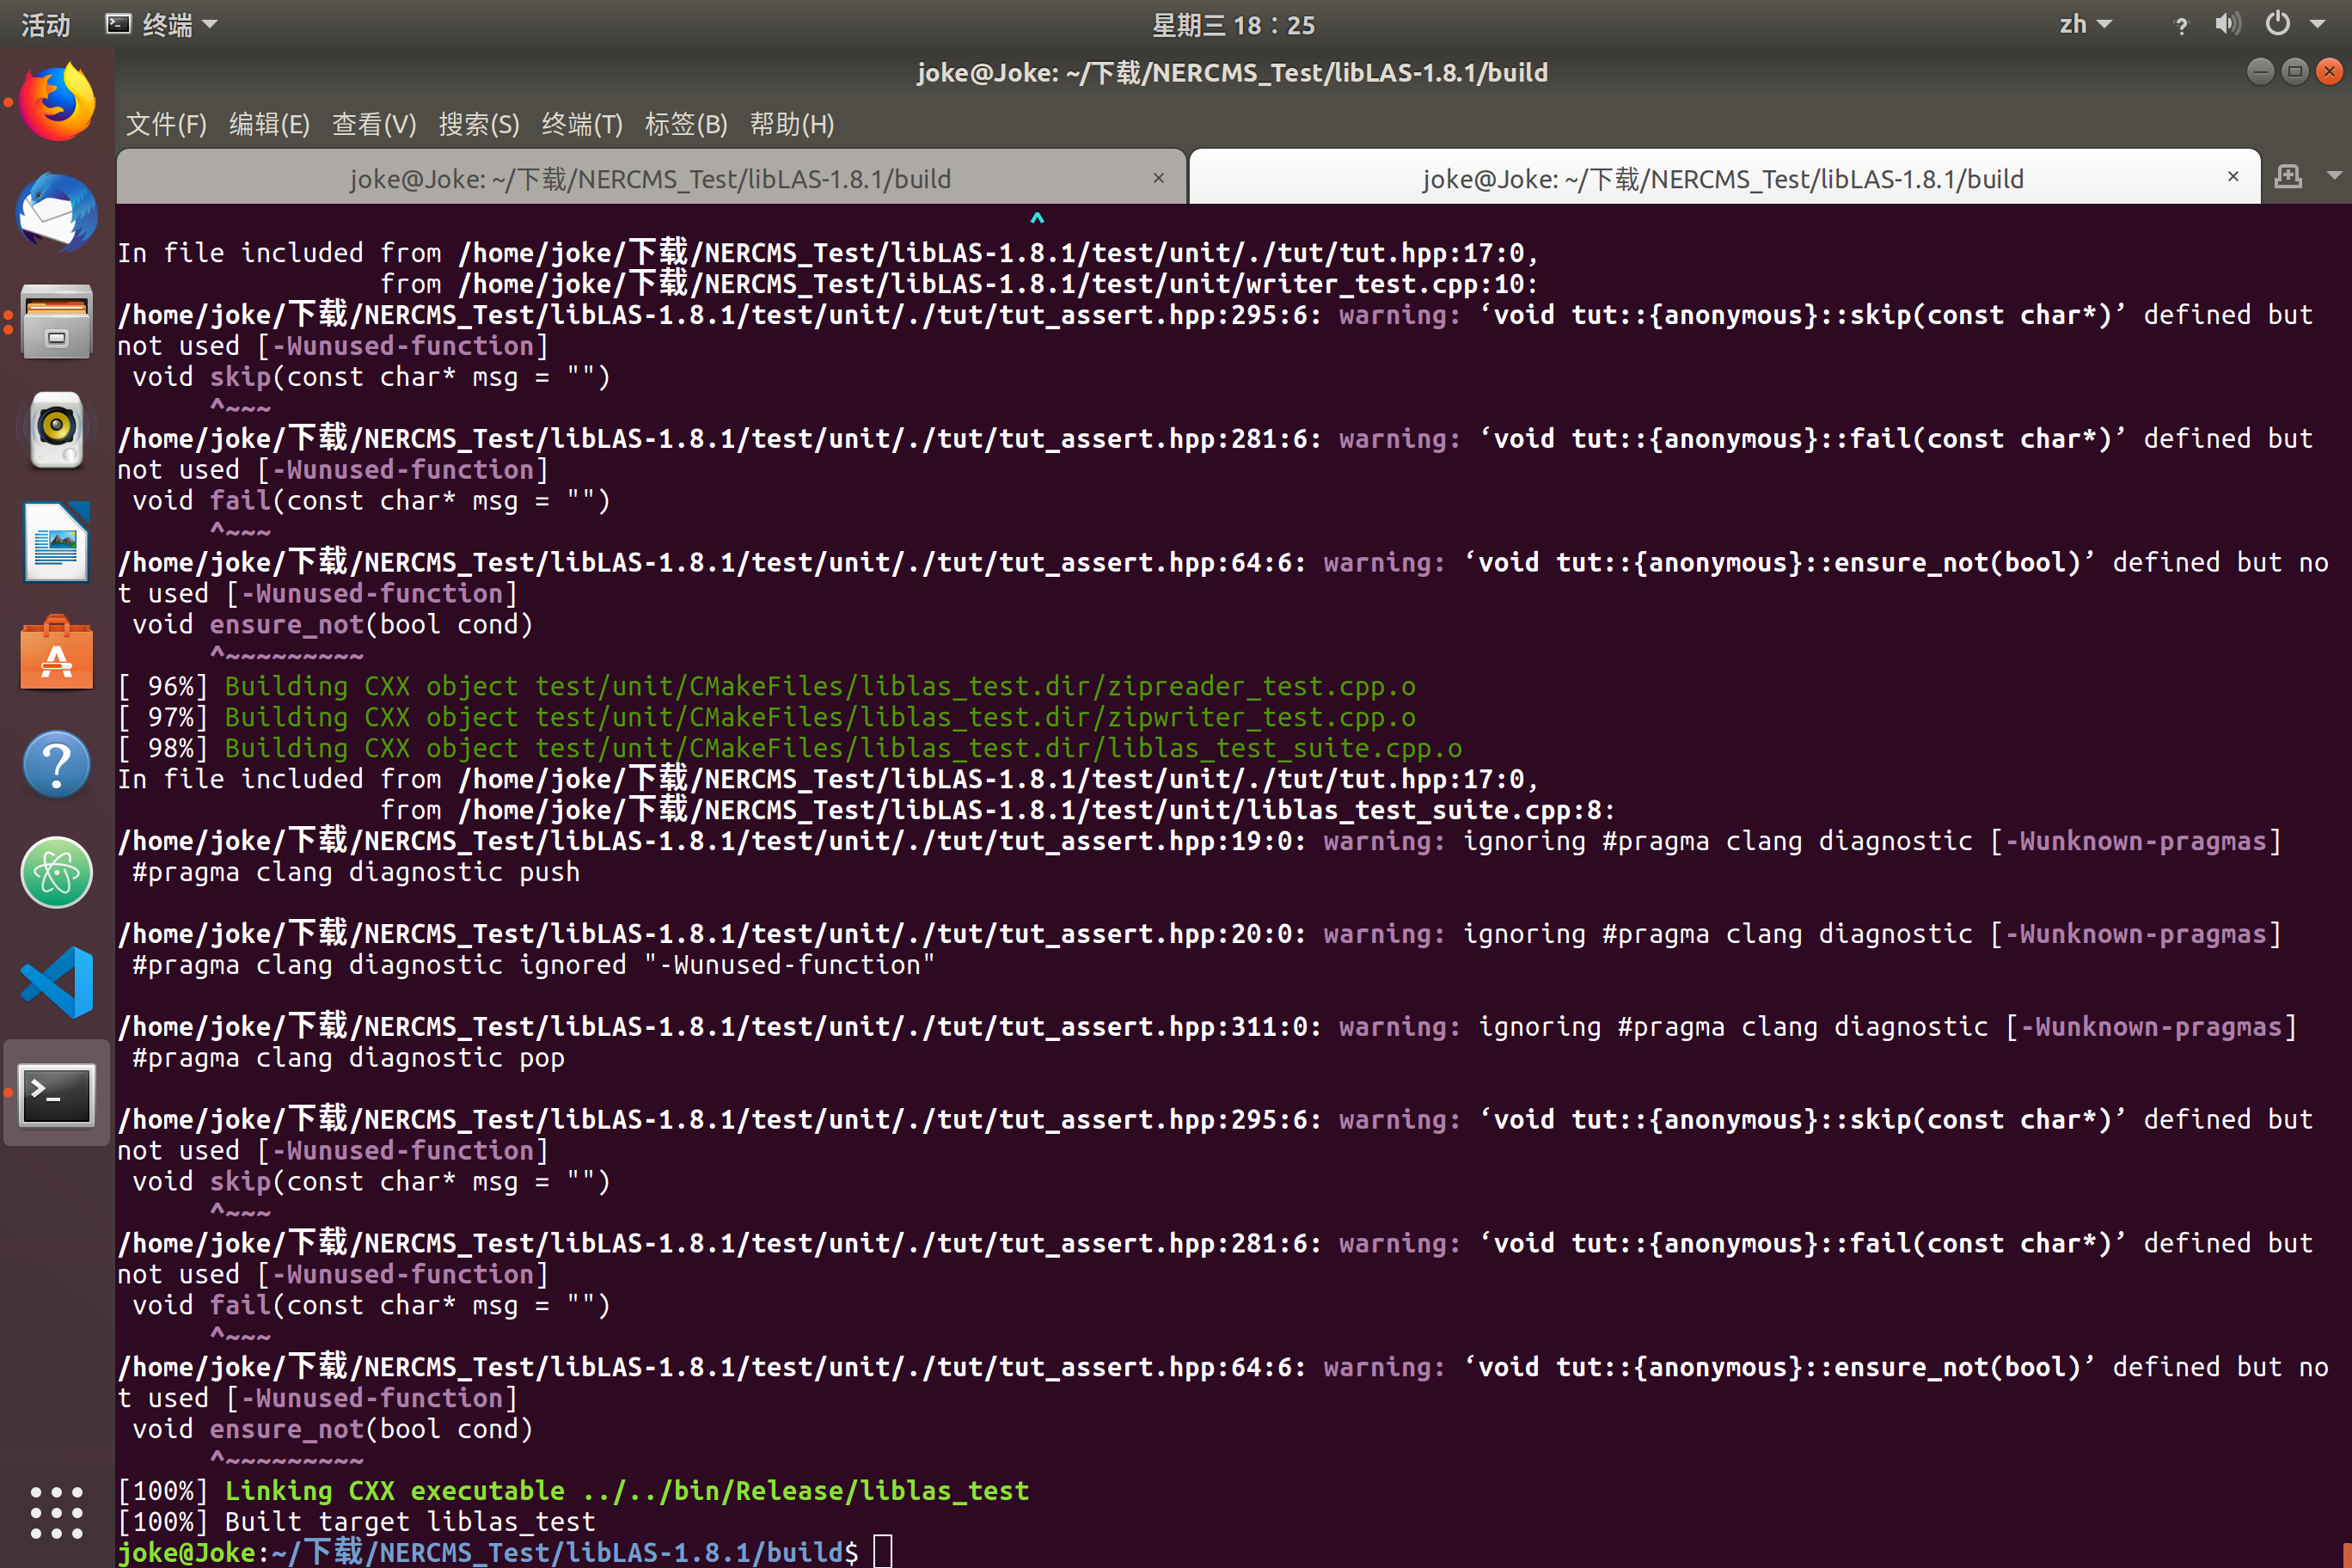 活动 终端 星期三 18：25 zh
joke@Joke: ~/下载/NERCMS_Test/libLAS-1.8.1/build
文件(F) 编辑(E) 查看(V) 搜索(S) 终端(T) 标签(B) 帮助(H)
joke@Joke: ~/下载/NERCMS_Test/libLAS-1.8.1/build × joke@Joke: ~/下载/NERCMS_Test/libLAS-1.8.1/build ×
^
In file included from /home/joke/下载/NERCMS_Test/libLAS-1.8.1/test/unit/./tut/tut.hpp:17:0,
from /home/joke/下载/NERCMS_Test/libLAS-1.8.1/test/unit/writer_test.cpp:10:
/home/joke/下载/NERCMS_Test/libLAS-1.8.1/test/unit/./tut/tut_assert.hpp:295:6: warning: ‘void tut::{anonymous}::skip(const char*)’ defined but
not used [-Wunused-function]
void skip(const char* msg = "")
^~~~
/home/joke/下载/NERCMS_Test/libLAS-1.8.1/test/unit/./tut/tut_assert.hpp:281:6: warning: ‘void tut::{anonymous}::fail(const char*)’ defined but
not used [-Wunused-function]
void fail(const char* msg = "")
^~~~
/home/joke/下载/NERCMS_Test/libLAS-1.8.1/test/unit/./tut/tut_assert.hpp:64:6: warning: ‘void tut::{anonymous}::ensure_not(bool)’ defined but no
t used [-Wunused-function]
void ensure_not(bool cond)
^~~~~~~~~~
[ 96%] Building CXX object test/unit/CMakeFiles/liblas_test.dir/zipreader_test.cpp.o
[ 97%] Building CXX object test/unit/CMakeFiles/liblas_test.dir/zipwriter_test.cpp.o
[ 98%] Building CXX object test/unit/CMakeFiles/liblas_test.dir/liblas_test_suite.cpp.o
In file included from /home/joke/下载/NERCMS_Test/libLAS-1.8.1/test/unit/./tut/tut.hpp:17:0,
from /home/joke/下载/NERCMS_Test/libLAS-1.8.1/test/unit/liblas_test_suite.cpp:8:
/home/joke/下载/NERCMS_Test/libLAS-1.8.1/test/unit/./tut/tut_assert.hpp:19:0: warning: ignoring #pragma clang diagnostic [-Wunknown-pragmas]
#pragma clang diagnostic push
/home/joke/下载/NERCMS_Test/libLAS-1.8.1/test/unit/./tut/tut_assert.hpp:20:0: warning: ignoring #pragma clang diagnostic [-Wunknown-pragmas]
#pragma clang diagnostic ignored "-Wunused-function"
/home/joke/下载/NERCMS_Test/libLAS-1.8.1/test/unit/./tut/tut_assert.hpp:311:0: warning: ignoring #pragma clang diagnostic [-Wunknown-pragmas]
#pragma clang diagnostic pop
/home/joke/下载/NERCMS_Test/libLAS-1.8.1/test/unit/./tut/tut_assert.hpp:295:6: warning: ‘void tut::{anonymous}::skip(const char*)’ defined but
not used [-Wunused-function]
void skip(const char* msg = "")
^~~~
/home/joke/下载/NERCMS_Test/libLAS-1.8.1/test/unit/./tut/tut_assert.hpp:281:6: warning: ‘void tut::{anonymous}::fail(const char*)’ defined but
not used [-Wunused-function]
void fail(const char* msg = "")
^~~~
/home/joke/下载/NERCMS_Test/libLAS-1.8.1/test/unit/./tut/tut_assert.hpp:64:6: warning: ‘void tut::{anonymous}::ensure_not(bool)’ defined but no
t used [-Wunused-function]
void ensure_not(bool cond)
^~~~~~~~~~
[100%] Linking CXX executable ../../bin/Release/liblas_test
[100%] Built target liblas_test
joke@Joke:~/下载/NERCMS_Test/libLAS-1.8.1/build$